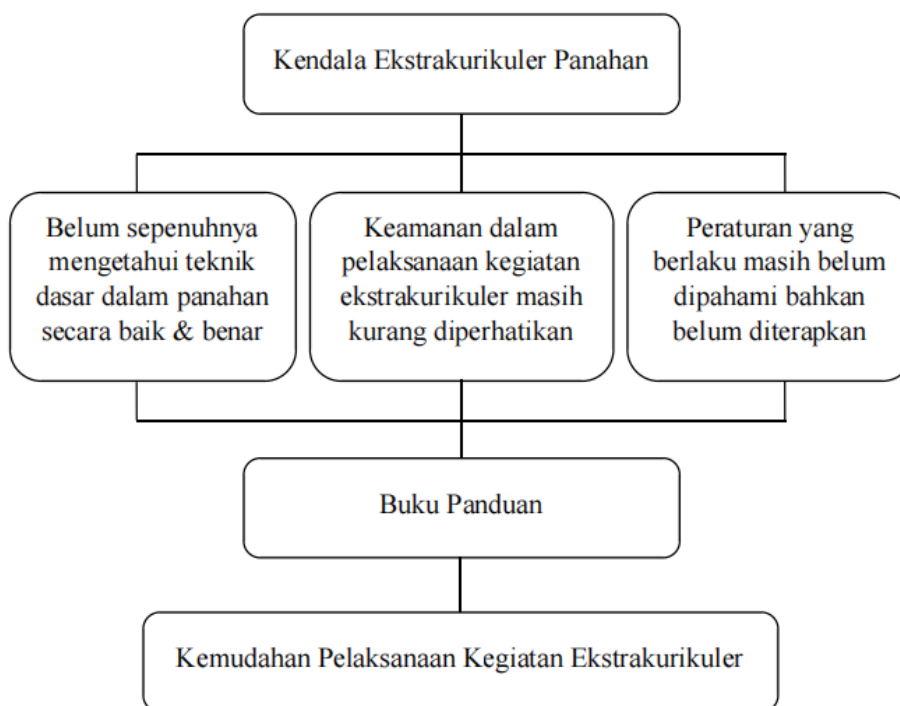 Kendala Ekstrakurikuler Panahan
Belum sepenuhnya
mengetahui teknik
dasar dalam panahan
secara baik & benar
Keamanan dalam
pelaksanaan kegiatan
ekstrakurikuler masih
kurang diperhatikan
Peraturan yang
berlaku masih belum
dipahami bahkan
belum diterapkan
Buku Panduan
Kemudahan Pelaksanaan Kegiatan Ekstrakurikuler